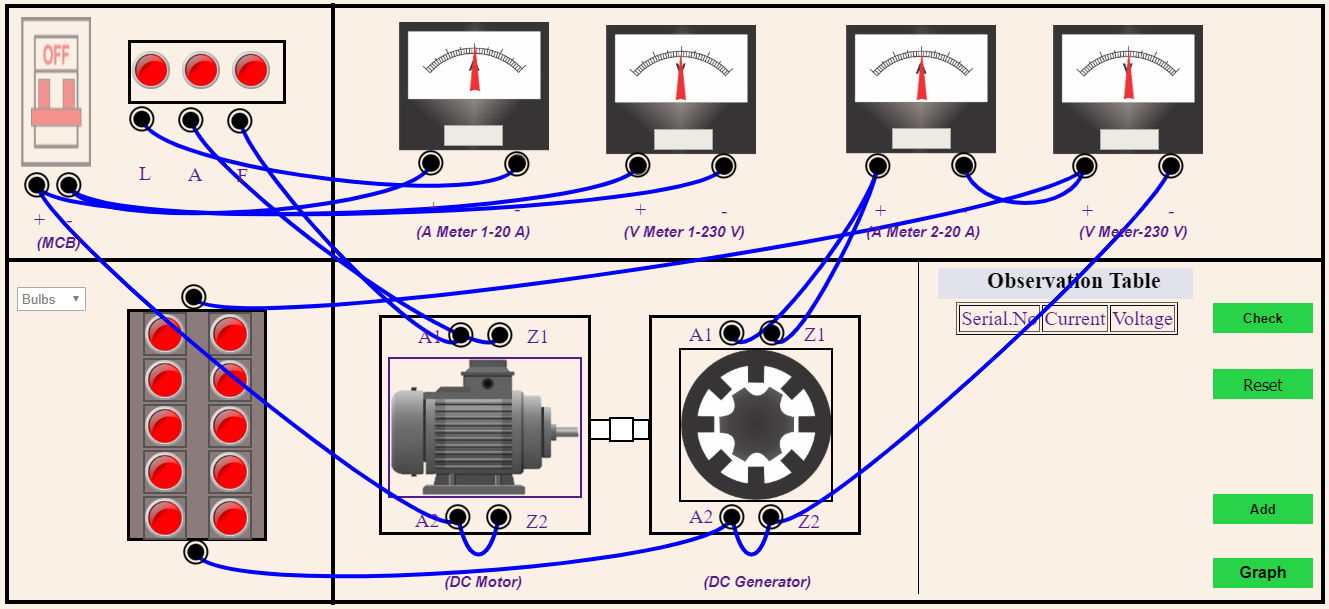 OFF
L A F
+ -
(MCB)
A
V
A
V
+ -
(A Meter 1-20 A)
+ -
(V Meter 1-230 V)
+ -
(A Meter 2-20 A)
+ -
(V Meter-230 V)
Bulbs
A1 Z1
A2 Z2
(DC Motor)
A1 Z1
A2 Z2
(DC Generator)
Observation Table
Serial.No Current Voltage
Check
Reset
Add
Graph